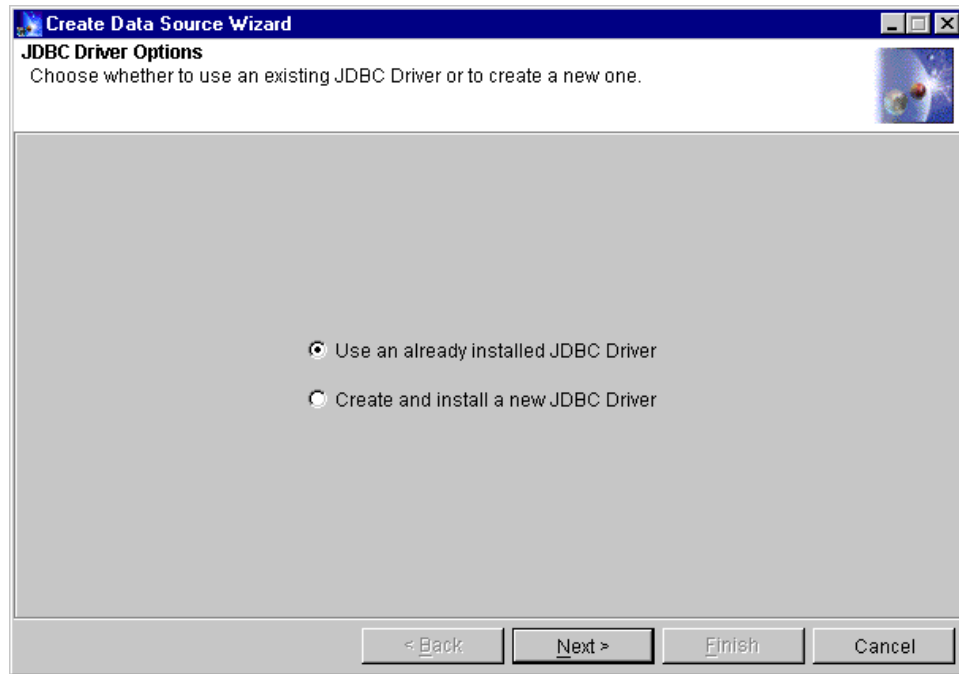 Create Data Source Wizard
JDBC Driver Options
Choose whether to use an existing JDBC Driver or to create a new one.
Use an already installed JDBC Driver
Create and install a new JDBC Driver
< Back Next > Finish Cancel